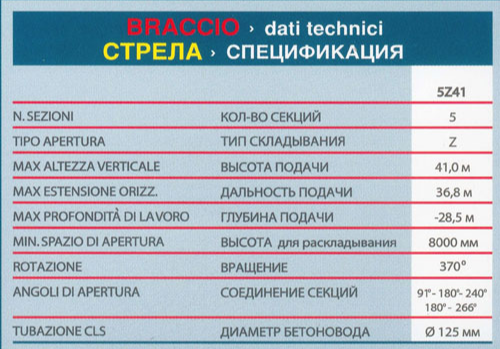 BRACCIO › dati technici
СТРЕЛА › СПЕЦИФИКАЦИЯ
5Z41
N. SEZIONI КОЛ-ВО СЕКЦИЙ 5
TIPO APERTURA ТИП СКЛАДЫВАНИЯ Z
MAX ALTEZZA VERTICALE ВЫСОТА ПОДАЧИ 41,0 м
MAX ESTENSIONE ORIZZ. ДАЛЬНОСТЬ ПОДАЧИ 36,8 м
MAX PROFONDITÀ DI LAVORO ГЛУБИНА ПОДАЧИ -28,5 м
MIN. SPAZIO DI APERTURA ВЫСОТА для раскладывания 8000 мм
ROTAZIONE ВРАЩЕНИЕ 370°
ANGOLI DI APERTURA СОЕДИНЕНИЕ СЕКЦИЙ 91°- 180°- 240°
180° - 266°
TUBAZIONE CLS ДИАМЕТР БЕТОНОВОДА Ø 125 мм